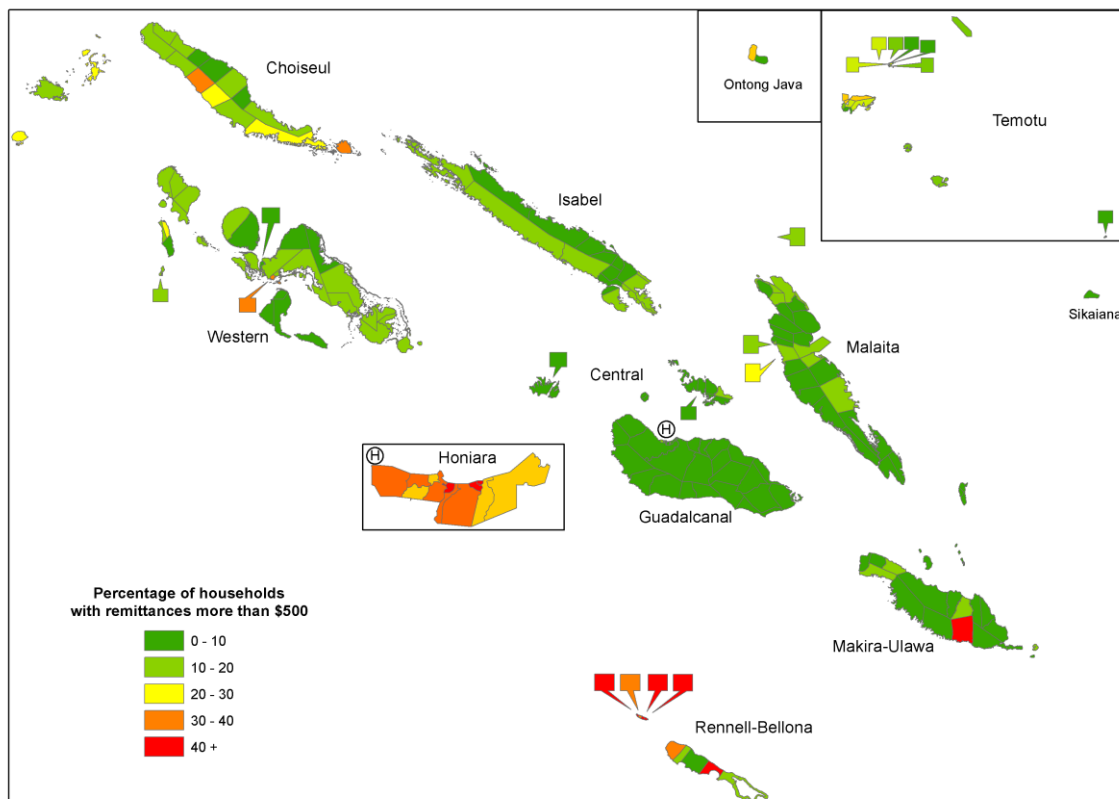 Choiseul
Ontong Java
Temotu
Isabel
Sikaiana
Western
Malaita
Central
H
H
Honiara
Guadalcanal
Percentage of households
with remittances more than $500
0 - 10
10 - 20
20 - 30
30 - 40
40 +
Makira-Ulawa
Rennell-Bellona